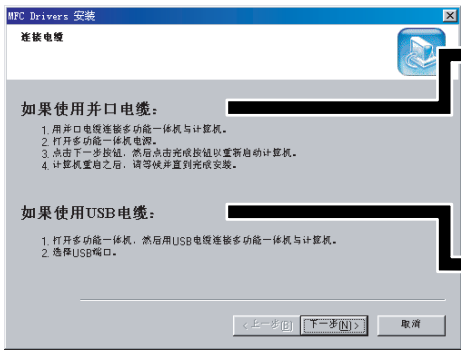 MFC Drivers 安装
连接电缆
如果使用并口电缆：
1. 用并口电缆连接多功能一体机与计算机。
2. 打开多功能一体机电源。
3. 点击下一步按钮，然后点击完成按钮以重新启动计算机。
4. 计算机重启之后，请等候并直到完成安装。
如果使用USB电缆：
1. 打开多功能一体机，然后用USB电缆连接多功能一体机与计算机。
2. 选择USB端口。
<上一步(B) 下一步(N)> 取消